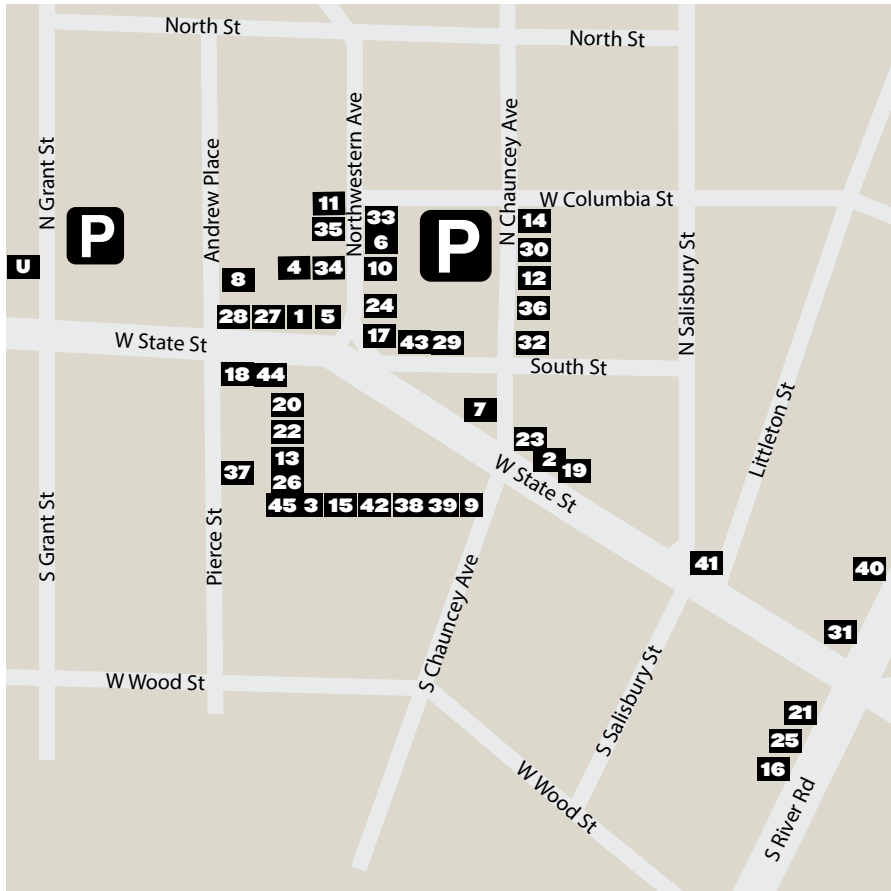 North St
North St
N Grant St
Andrew Place
Northwestern Ave
N Chauncey Ave
W Columbia St
N Salisbury St
P
P
U
11
35
33
6
4
34
10
8
14
30
12
36
32
24
28
27
1
5
17
43
29
W State St
South St
18
44
20
22
13
26
37
7
23
2
19
W State St
Littleton St
45
3
15
42
38
39
9
S Grant St
Pierce St
S Chauncey Ave
41
40
31
W Wood St
S Salisbury St
21
25
16
W Wood St
S River Rd